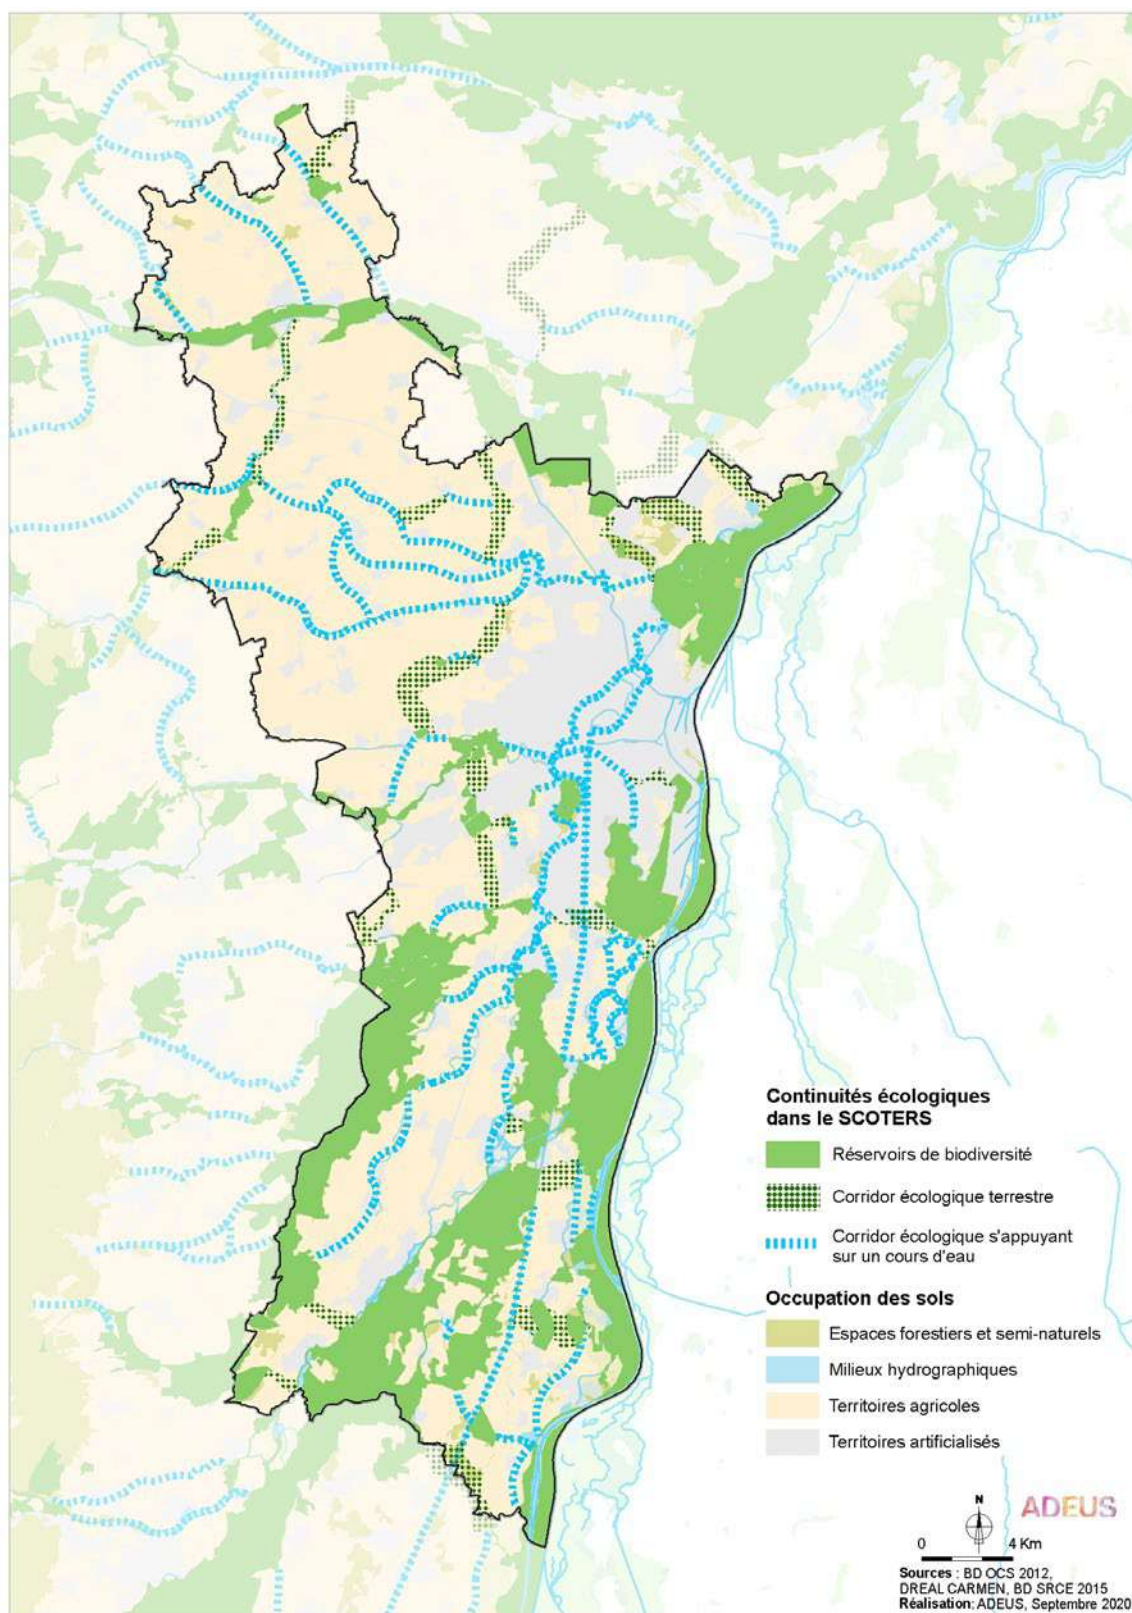 Continuités écologiques
dans le SCOTERS
Réservoirs de biodiversité
Corridor écologique terrestre
Corridor écologique s'appuyant
sur un cours d'eau
Occupation des sols
Espaces forestiers et semi-naturels
Milieux hydrographiques
Territoires agricoles
Territoires artificialisés
N
ADEUS
0 4 Km
Sources : BD OCS 2012,
DREAL CARMEN, BD SRCE 2015
Réalisation: ADEUS, Septembre 2020